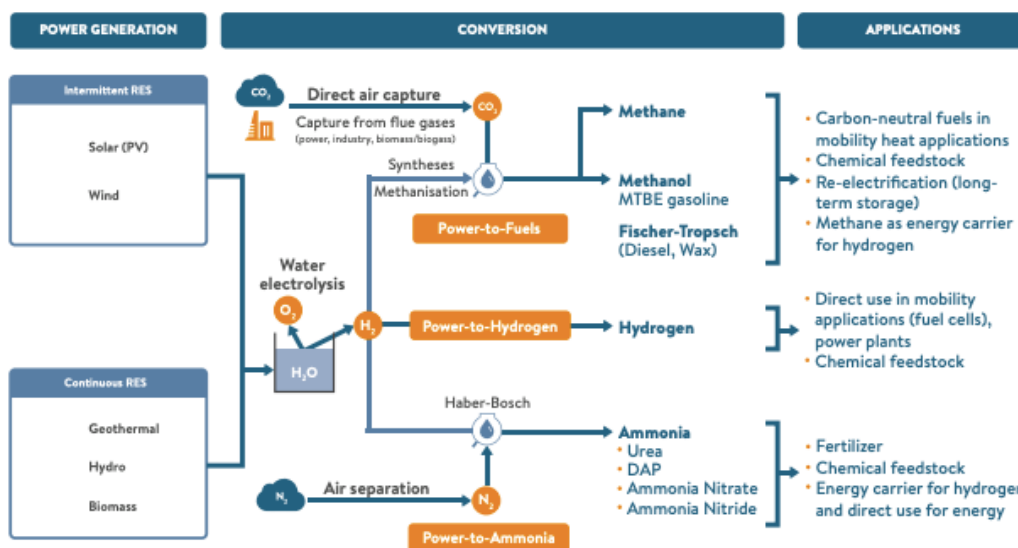 POWER GENERATION
CONVERSION
APPLICATIONS
Intermittent RES
Solar (PV)
Wind
Continuous RES
Geothermal
Hydro
Biomass
CO₂
Direct air capture
CO₂
Capture from flue gases
(power, industry, biomass/biogass)
Syntheses
Methanisation
Power-to-Fuels
Methane
Methanol
MTBE gasoline
Fischer-Tropsch
(Diesel, Wax)
• Carbon-neutral fuels in
mobility heat applications
• Chemical feedstock
• Re-electrification (long-
term storage)
• Methane as energy carrier
for hydrogen
Water
electrolysis
O₂
H₂O
H₂
Power-to-Hydrogen
Hydrogen
• Direct use in mobility
applications (fuel cells),
power plants
• Chemical feedstock
Haber-Bosch
N₂
Air separation
N₂
Power-to-Ammonia
Ammonia
• Urea
• DAP
• Ammonia Nitrate
• Ammonia Nitride
• Fertilizer
• Chemical feedstock
• Energy carrier for hydrogen
and direct use for energy